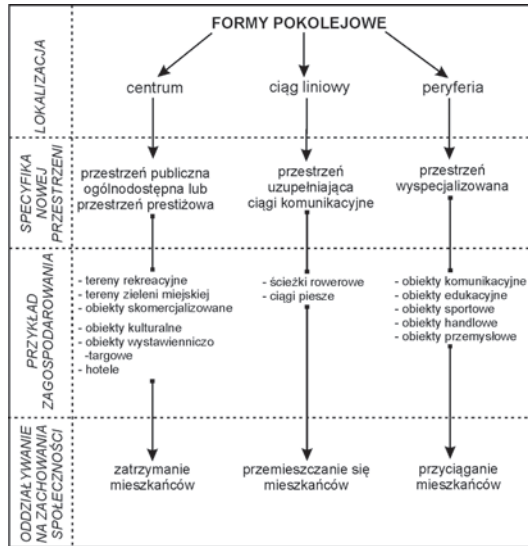 FORMY POKOLEJOWE
LOKALIZACJA
centrum
ciąg liniowy
peryferia
SPECYFIKA
NOWEJ
PRZESTRZENI
przestrzeń publiczna
ogólnodostępna lub
przestrzeń prestiżowa
przestrzeń
uzupełniająca
ciągi komunikacyjne
przestrzeń
wyspecjalizowana
PRZYKŁAD
ZAGOSPODAROWANIA
- tereny rekreacyjne
- tereny zieleni miejskiej
- obiekty skomercjalizowane
- obiekty kulturalne
- obiekty wystawienniczo
-targowe
- hotele
- ścieżki rowerowe
- ciągi piesze
- obiekty komunikacyjne
- obiekty edukacyjne
- obiekty sportowe
- obiekty handlowe
- obiekty przemysłowe
ODDZIAŁYWANIE
NA ZACHOWANIA
SPOŁECZNOŚCI
zatrzymanie
mieszkańców
przemieszczanie się
mieszkańców
przyciąganie
mieszkańców